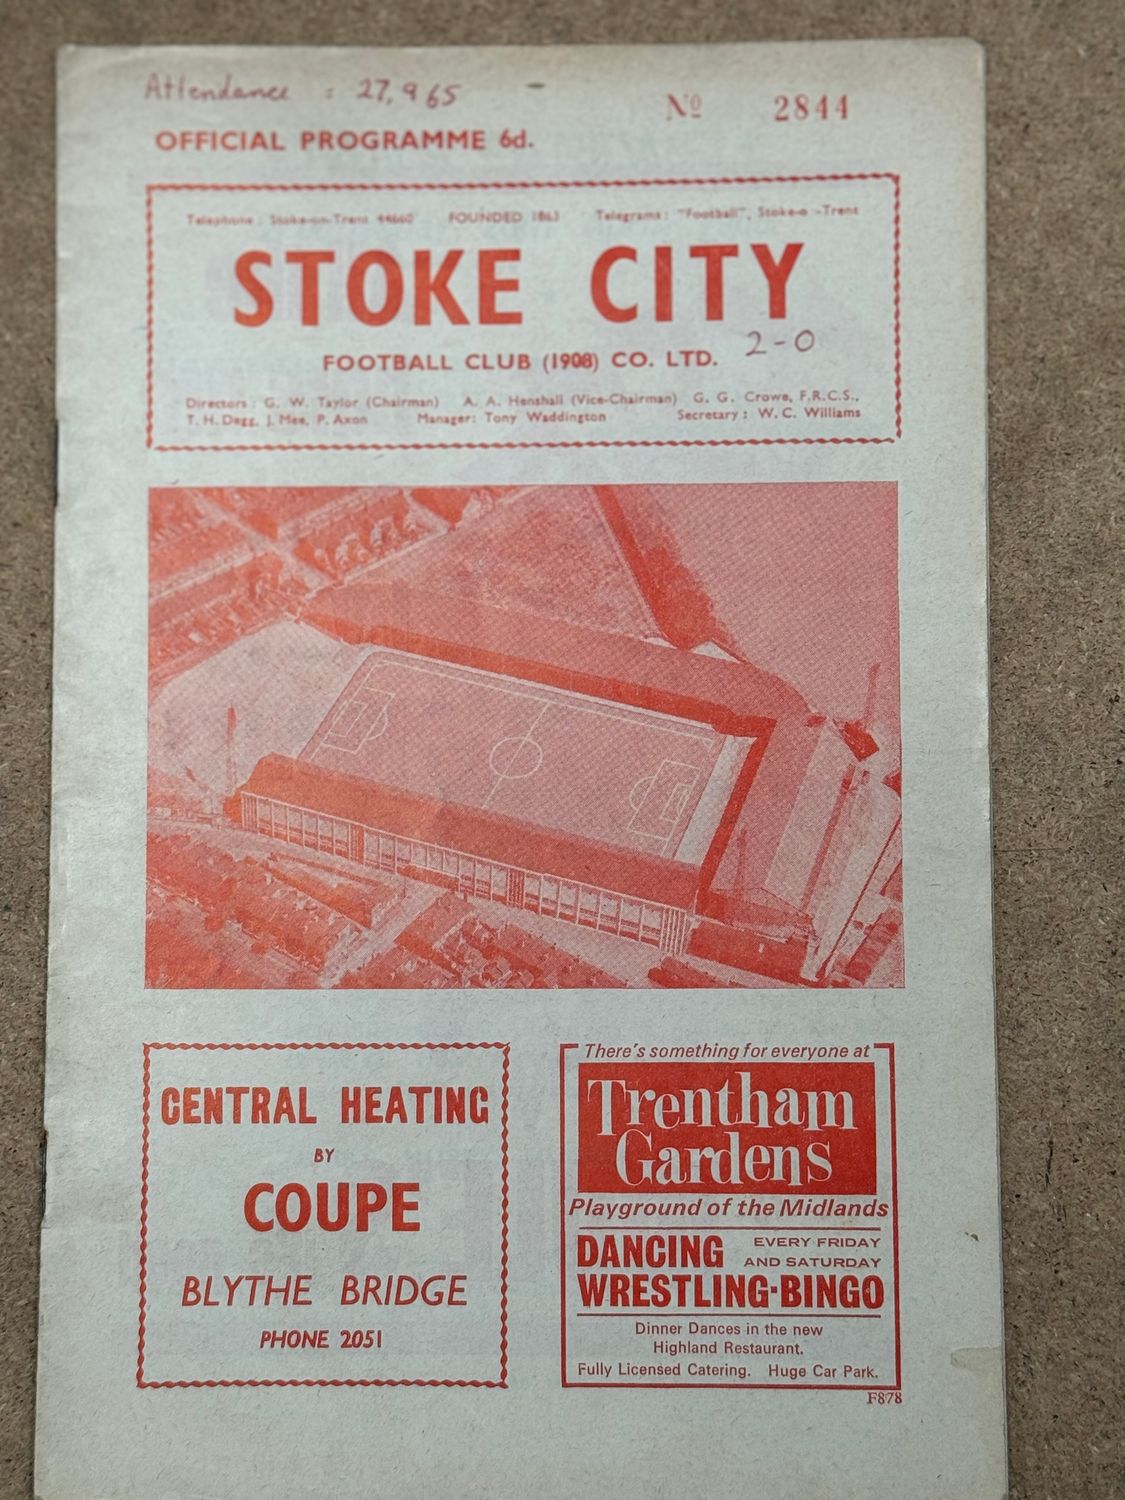 Attendance : 27,965
Nº 2844
OFFICIAL PROGRAMME 6d.
Telephone : Stoke-on-Trent 44660 FOUNDED 1863 Telegrams : "Football", Stoke-o -Trent
STOKE CITY
FOOTBALL CLUB (1908) CO. LTD.
2-0
Directors : G. W. Taylor (Chairman) A. A. Henshall (Vice-Chairman) G. G. Crowe, F.R.C.S.,
T. H. Degg, J. Mee, P. Axon Manager: Tony Waddington Secretary : W. C. Williams
CENTRAL HEATING
BY
COUPE
BLYTHE BRIDGE
PHONE 2051
There's something for everyone at
Trentham
Gardens
Playground of the Midlands
DANCING EVERY FRIDAY
AND SATURDAY
WRESTLING·BINGO
Dinner Dances in the new
Highland Restaurant.
Fully Licensed Catering. Huge Car Park.
F878